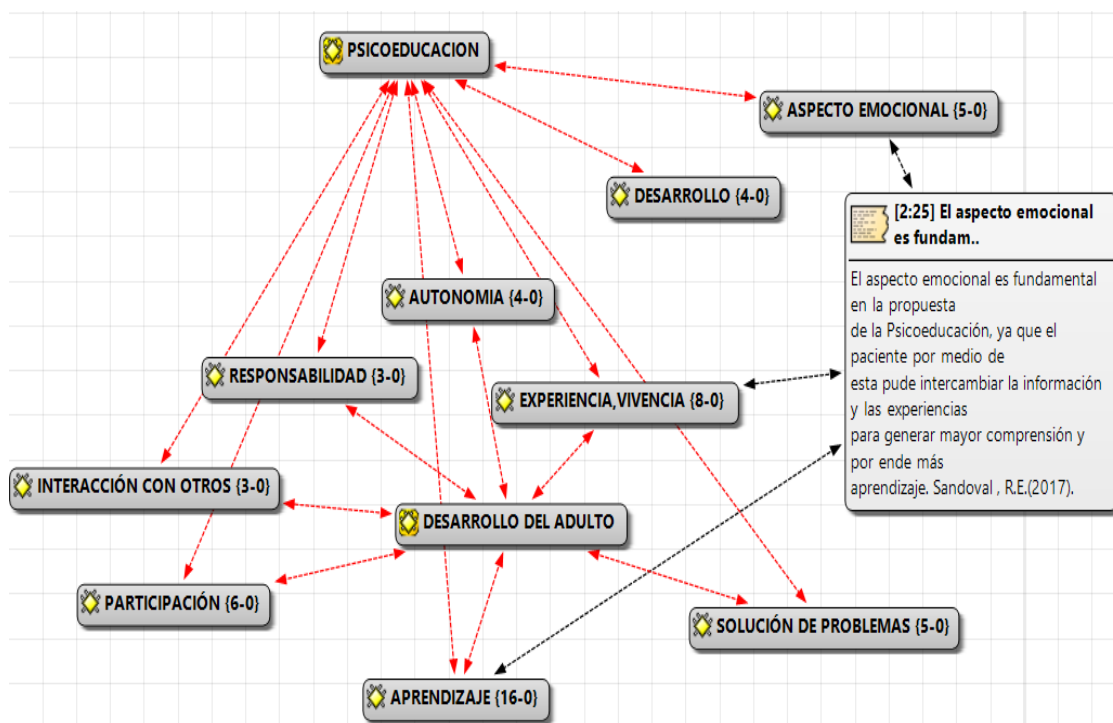 PSICOEDUCACION
ASPECTO EMOCIONAL {5-0}
DESARROLLO {4-0}
[2:25] El aspecto emocional
es fundam..
El aspecto emocional es fundamental
en la propuesta
de la Psicoeducación, ya que el
paciente por medio de
esta pude intercambiar la información
y las experiencias
para generar mayor comprensión y
por ende más
aprendizaje. Sandoval , R.E.(2017).
AUTONOMIA {4-0}
RESPONSABILIDAD {3-0}
EXPERIENCIA,VIVENCIA {8-0}
INTERACCIÓN CON OTROS {3-0}
DESARROLLO DEL ADULTO
PARTICIPACIÓN {6-0}
SOLUCIÓN DE PROBLEMAS {5-0}
APRENDIZAJE {16-0}